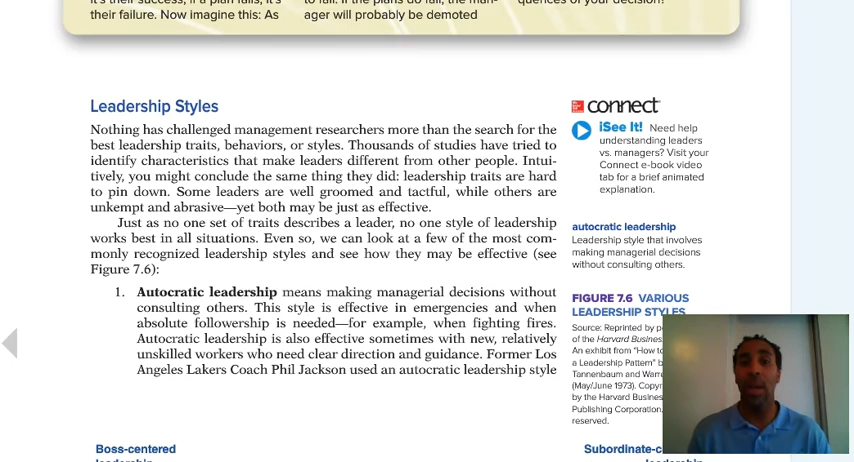 it's their success; if a plan fails, it's
their failure. Now imagine this: As
to fail. If the plans do fail, the man-
ager will probably be demoted
quences of your decision?
Leadership Styles
Nothing has challenged management researchers more than the search for the
best leadership traits, behaviors, or styles. Thousands of studies have tried to
identify characteristics that make leaders different from other people. Intui-
tively, you might conclude the same thing they did: leadership traits are hard
to pin down. Some leaders are well groomed and tactful, while others are
unkempt and abrasive—yet both may be just as effective.
Just as no one set of traits describes a leader, no one style of leadership
works best in all situations. Even so, we can look at a few of the most com-
monly recognized leadership styles and see how they may be effective (see
Figure 7.6):
1. Autocratic leadership means making managerial decisions without
consulting others. This style is effective in emergencies and when
absolute followership is needed—for example, when fighting fires.
Autocratic leadership is also effective sometimes with new, relatively
unskilled workers who need clear direction and guidance. Former Los
Angeles Lakers Coach Phil Jackson used an autocratic leadership style
connect
iSee It! Need help
understanding leaders
vs. managers? Visit your
Connect e-book video
tab for a brief animated
explanation.
autocratic leadership
Leadership style that involves
making managerial decisions
without consulting others.
FIGURE 7.6 VARIOUS
LEADERSHIP STYLES
Source: Reprinted by
of the Harvard
An exhibit from "How to
a Leadership Pattern"
Tannenbaum and
(May/June 1973).
by the Harvard
Publishing Corporation.
reserved.
Boss-centered
leadership
leadership